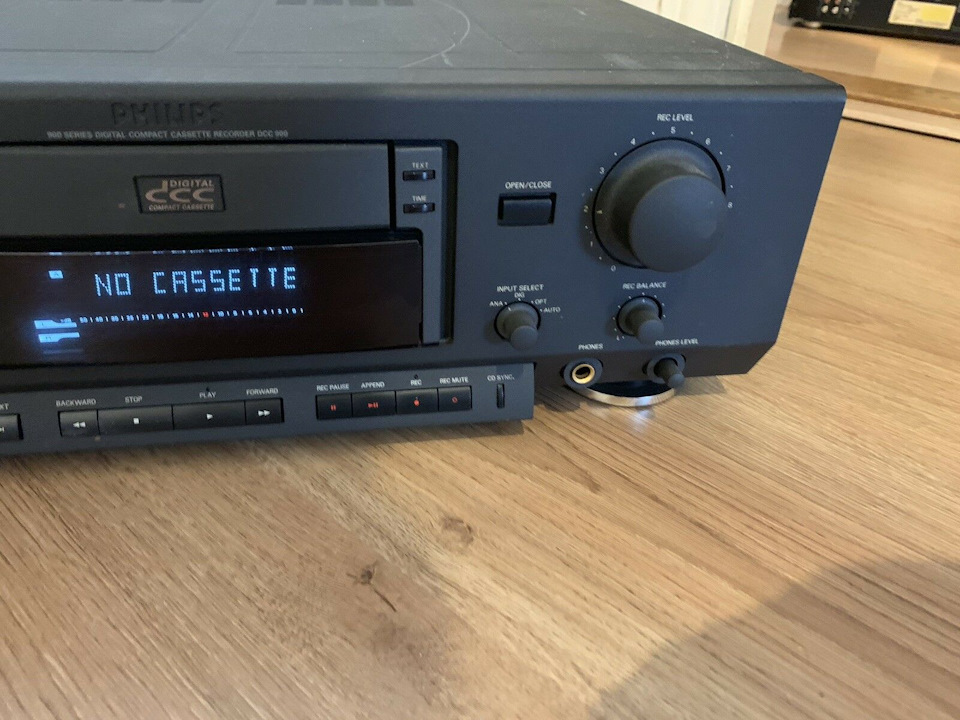 PHILIPS
900 SERIES DIGITAL COMPACT CASSETTE RECORDER DCC 900
DIGITAL
dcc
COMPACT CASSETTE
TEXT
TIME
OPEN/CLOSE
REC LEVEL
0 1 2 3 4 5 6 7 8
NO CASSETTE
INPUT SELECT
DIG
ANA OPT
AUTO
REC BALANCE
PHONES
PHONES LEVEL
BACKWARD STOP PLAY FORWARD
REC PAUSE APPEND REC REC MUTE
CD SYNC.